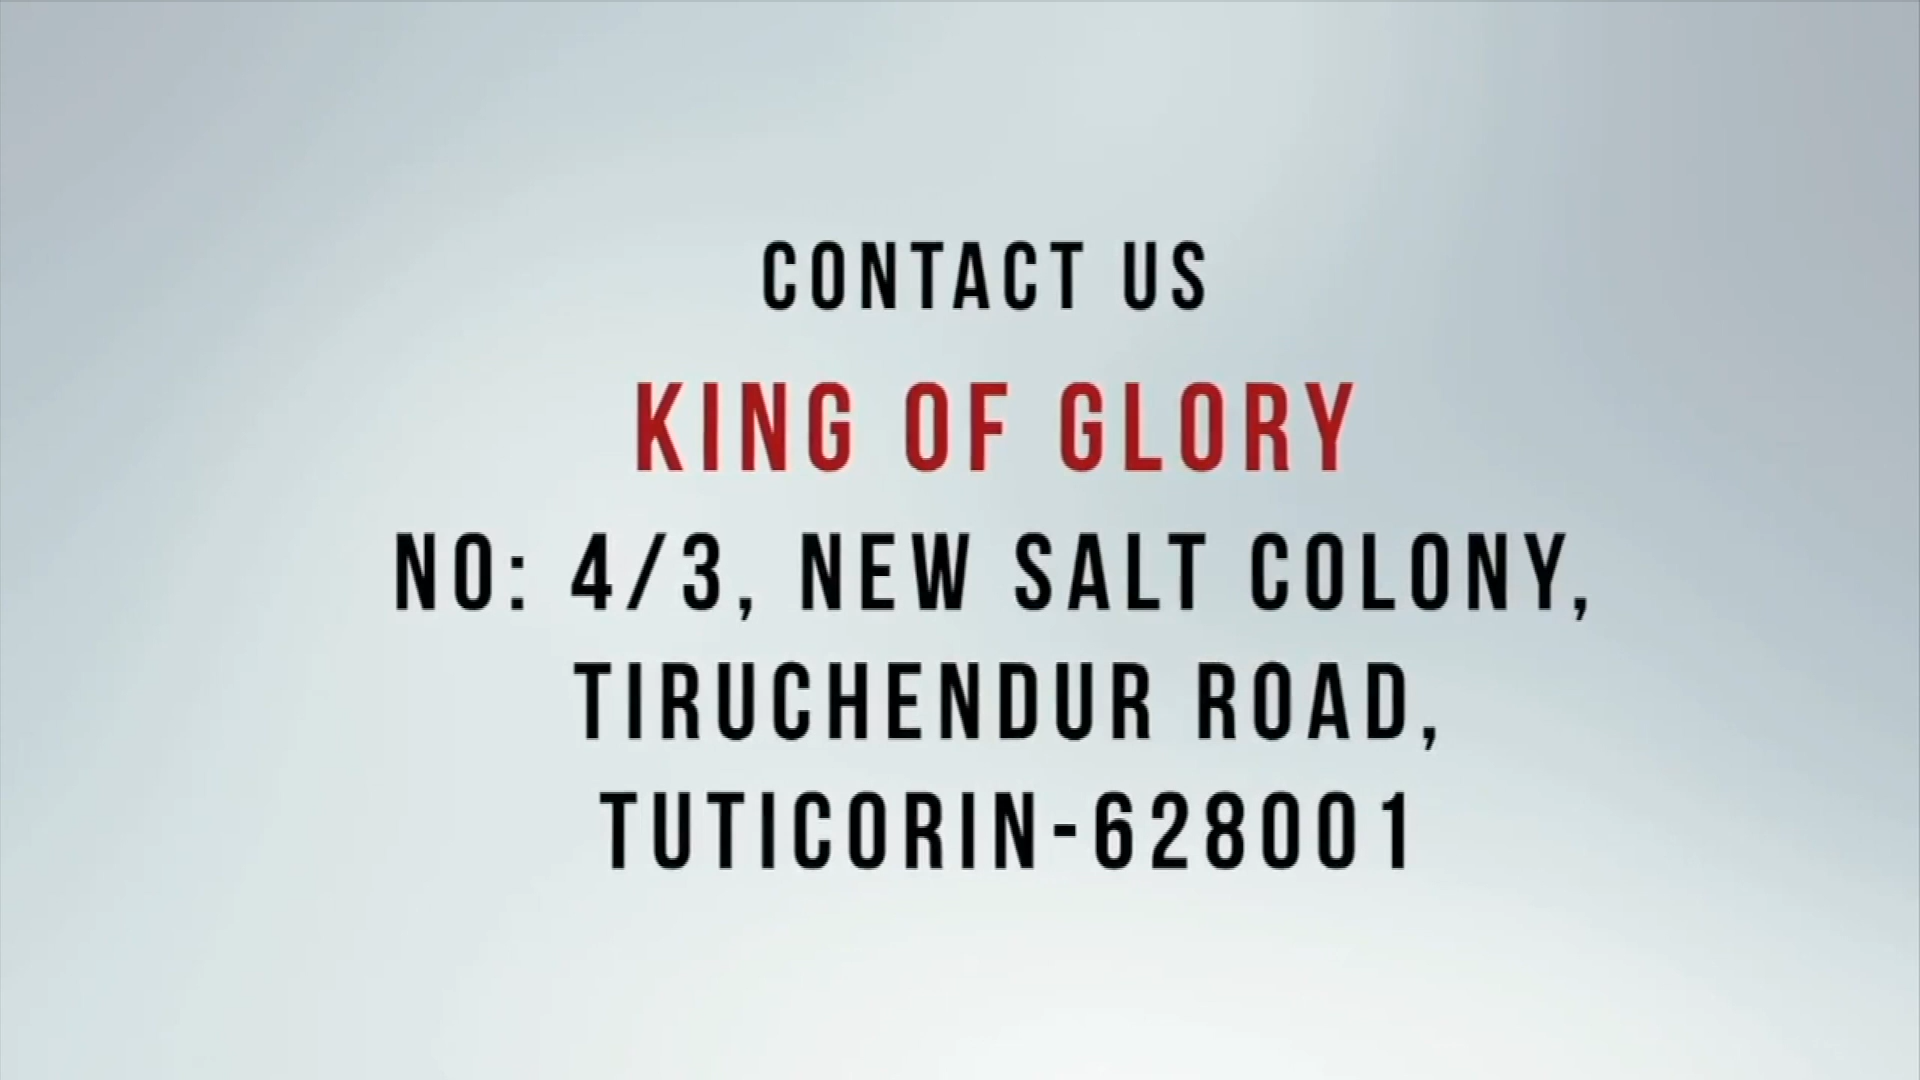 CONTACT US
KING OF GLORY
NO: 4/3, NEW SALT COLONY,
TIRUCHENDUR ROAD,
TUTICORIN-628001